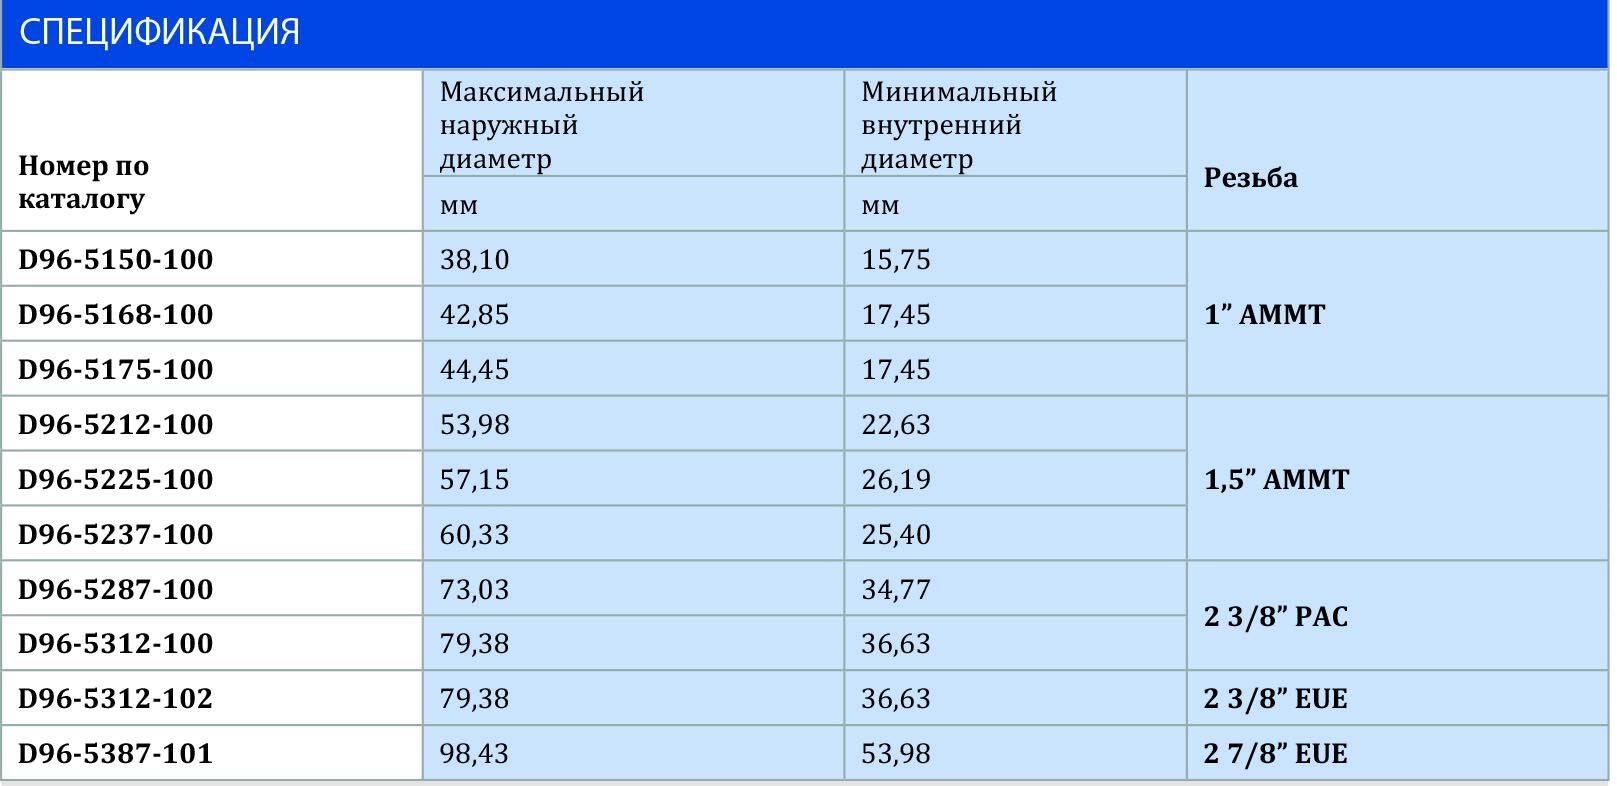 СПЕЦИФИКАЦИЯ
Номер по
каталогу
Максимальный
наружный
диаметр
Минимальный
внутренний
диаметр
Резьба
мм
мм
D96-5150-100 38,10 15,75
D96-5168-100 42,85 17,45 1” АММТ
D96-5175-100 44,45 17,45
D96-5212-100 53,98 22,63
D96-5225-100 57,15 26,19 1,5” АММТ
D96-5237-100 60,33 25,40
D96-5287-100 73,03 34,77
2 3/8” PAC
D96-5312-100 79,38 36,63
D96-5312-102 79,38 36,63 2 3/8” EUE
D96-5387-101 98,43 53,98 2 7/8” EUE